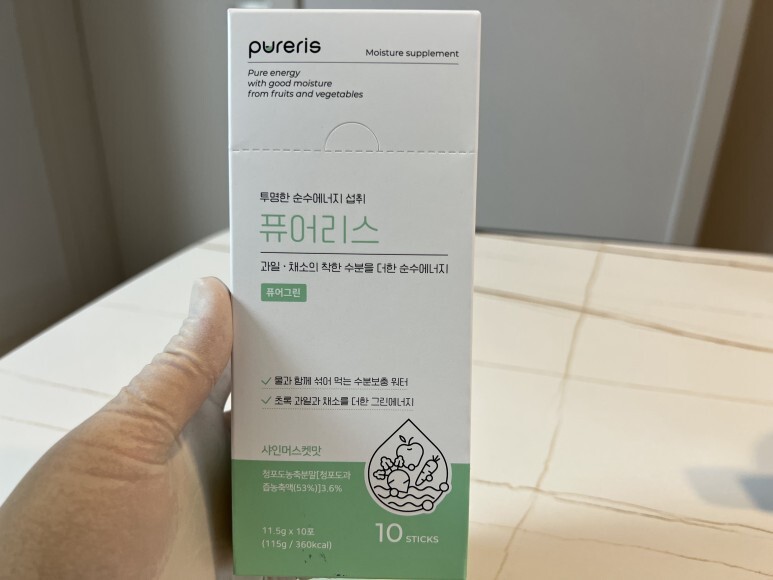 pureris
Moisture supplement
Pure energy
with good moisture
from fruits and vegetables
투명한 순수에너지 섭취
퓨어리스
과일 · 채소의 착한 수분을 더한 순수에너지
퓨어그린
물과 함께 섞어 먹는 수분보충 워터
초록 과일과 채소를 더한 그린에너지
샤인머스켓맛
청포도농축분말[청포도과
즙농축액(53%)]3.6%
11.5g x 10포
(115g / 360kcal)
10 STICKS